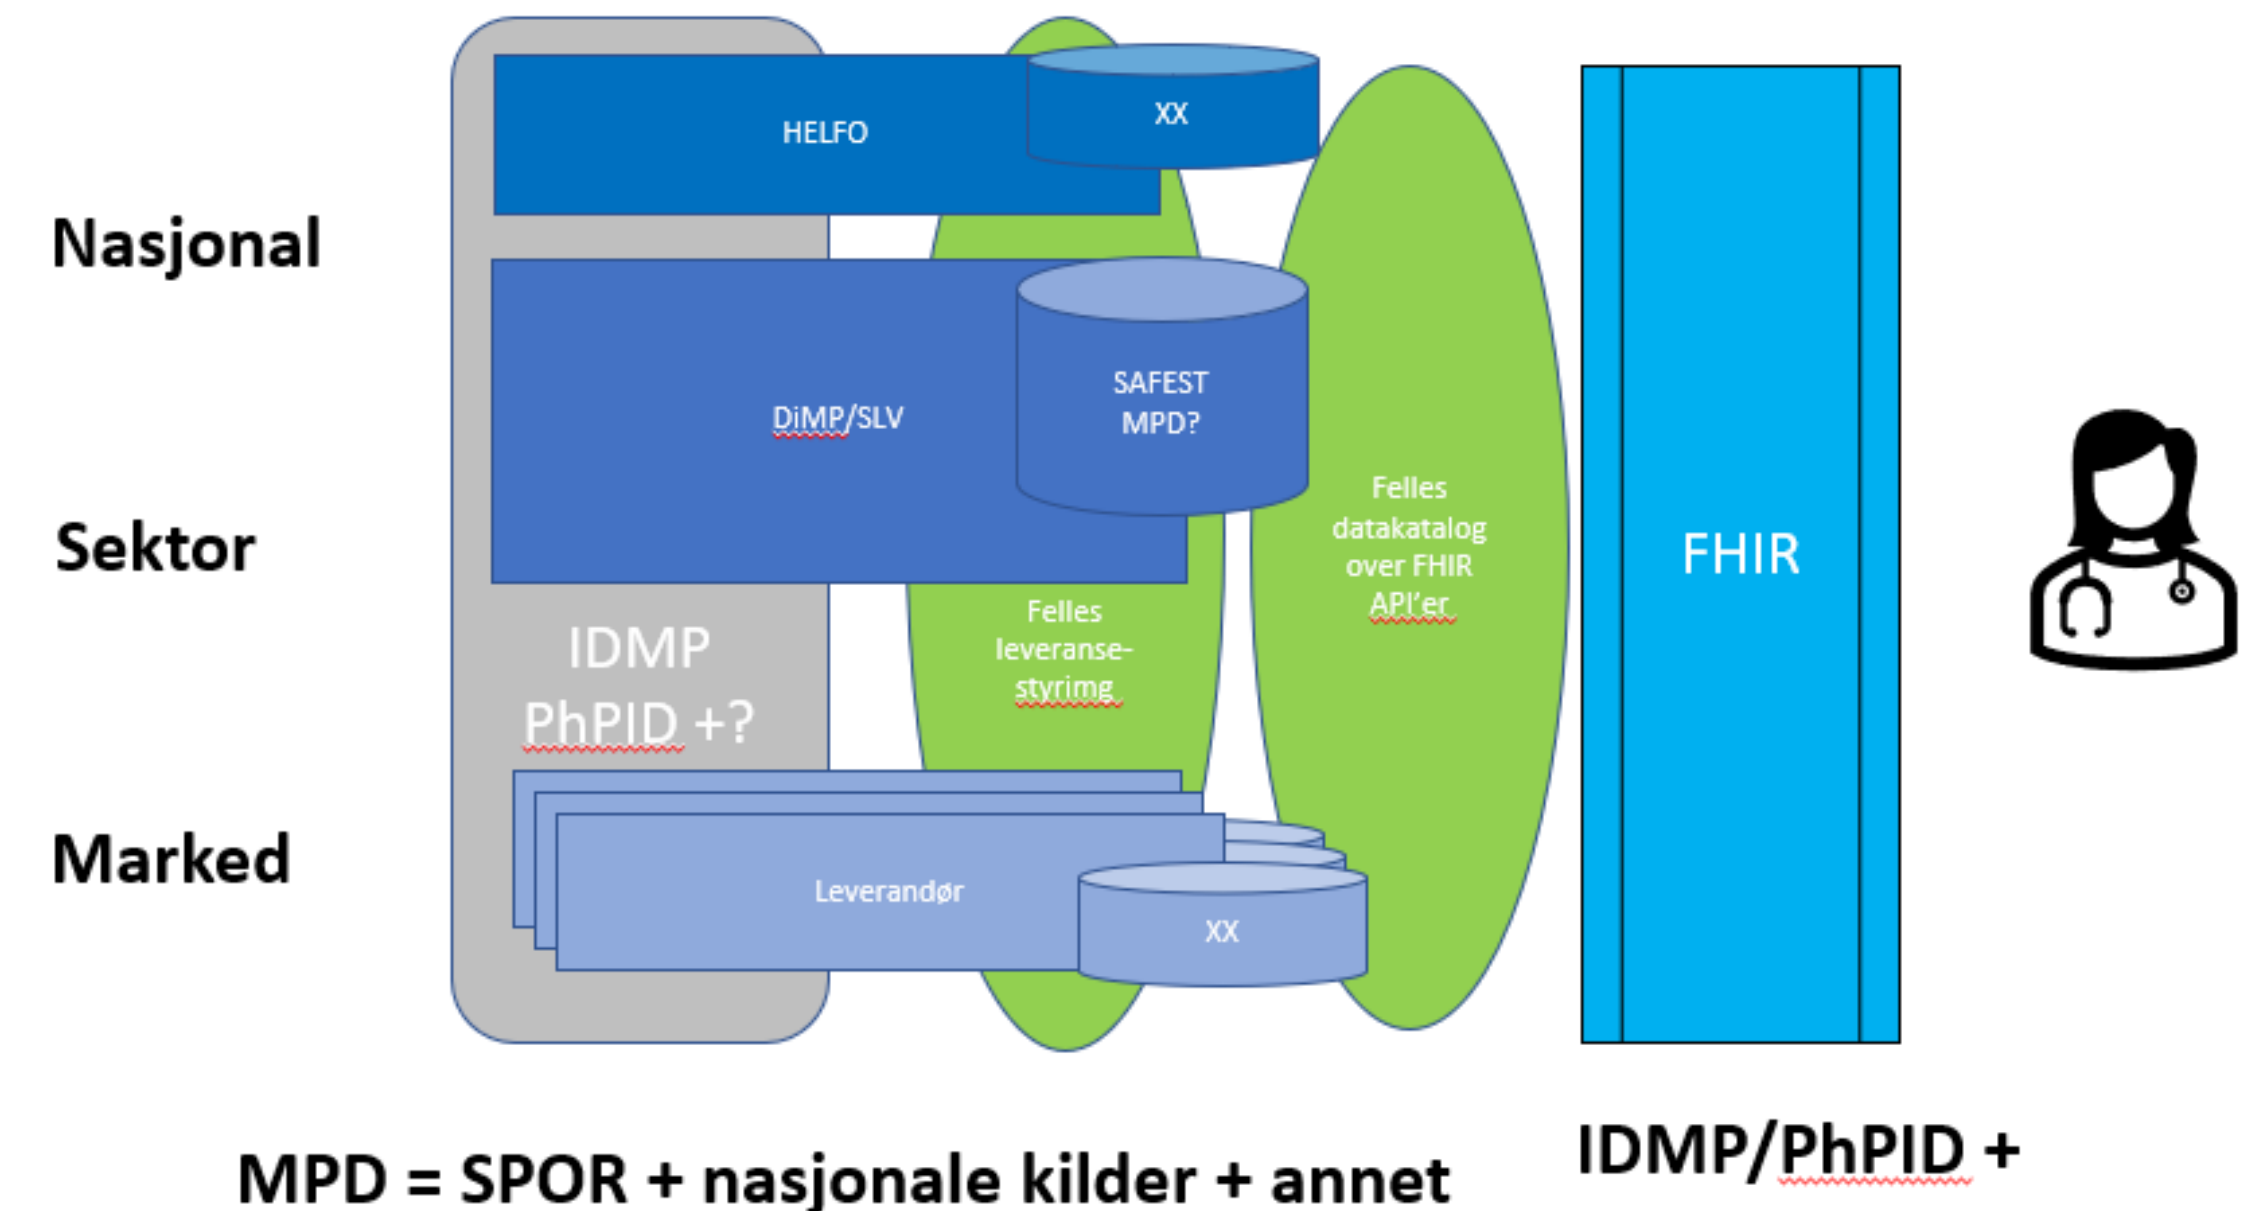 HELFO
XX
Nasjonal
DiMP/SLV
SAFEST
MPD?
Sektor
Felles
datakatalog
over FHIR
API'er
FHIR
IDMP
PhPID +?
Felles
leveranse-
styrimg
Marked
Leverandør
XX
IDMP/PhPID +
MPD = SPOR + nasjonale kilder + annet